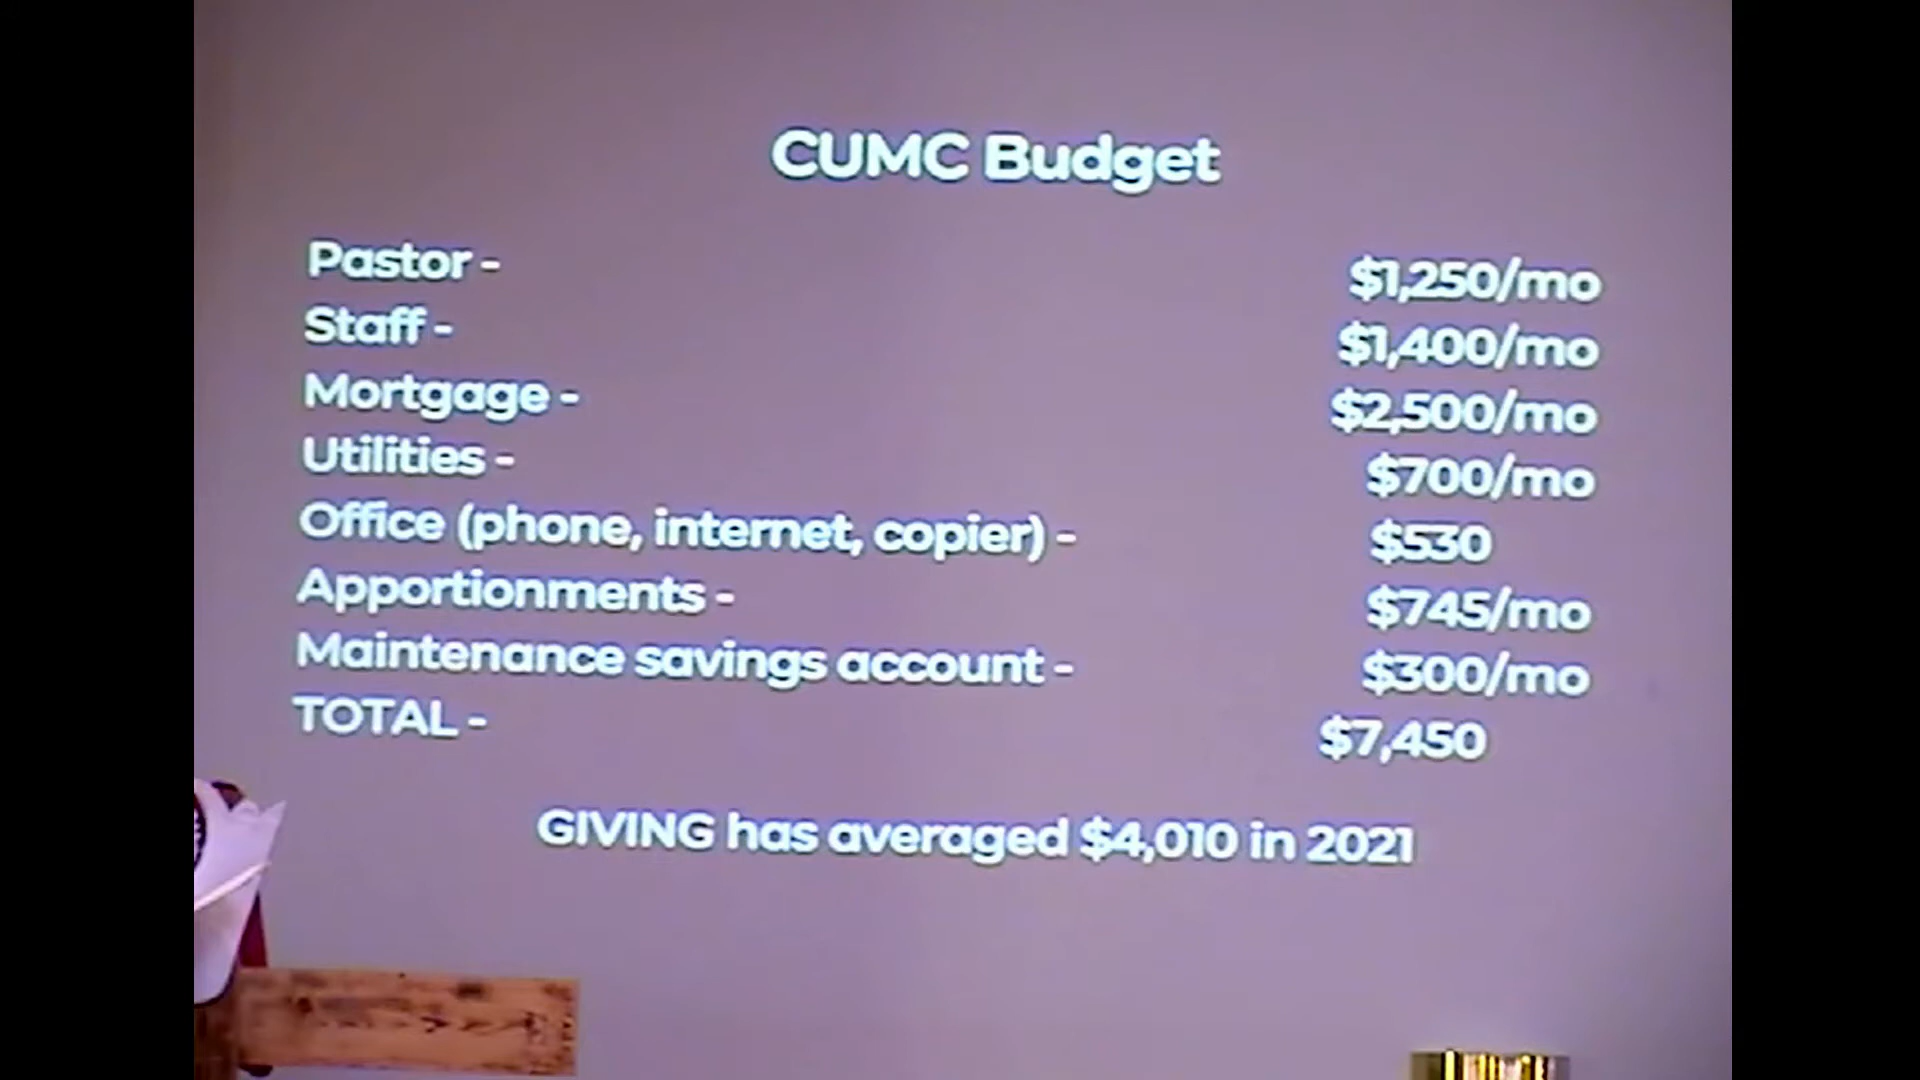 CUMC Budget
Pastor - $1,250/mo
Staff - $1,400/mo
Mortgage - $2,500/mo
Utilities - $700/mo
Office (phone, internet, copier) - $530
Apportionments - $745/mo
Maintenance savings account - $300/mo
TOTAL - $7,450
GIVING has averaged $4,010 in 2021